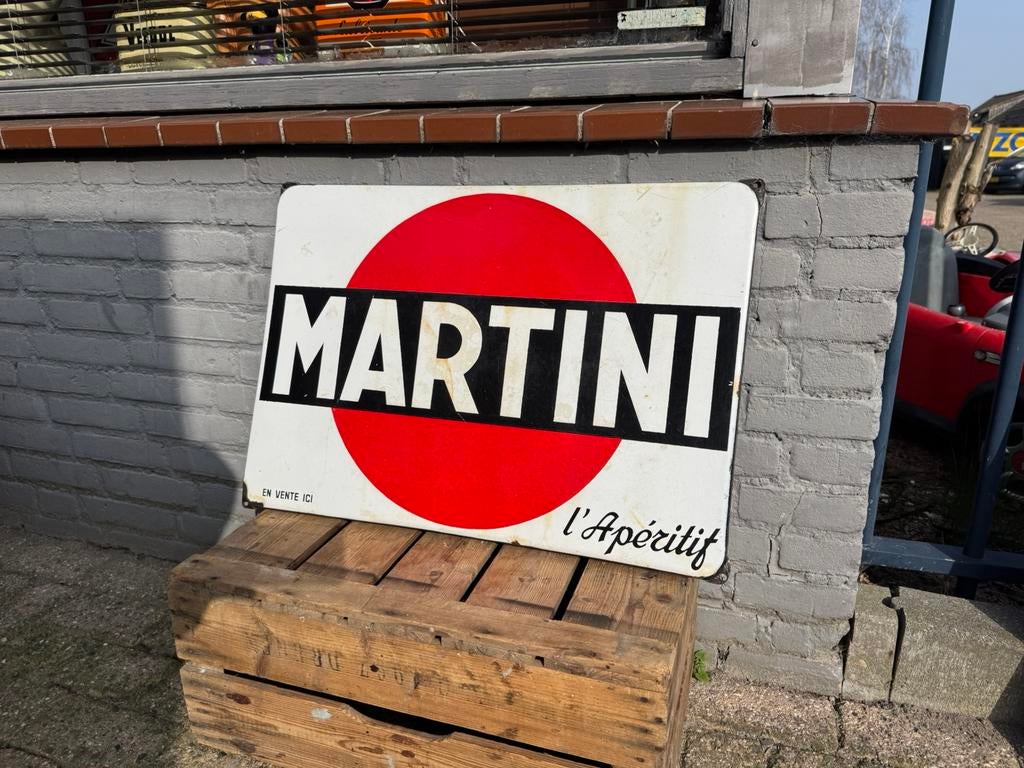 MARTINI
EN VENTE ICI
l'Apéritif